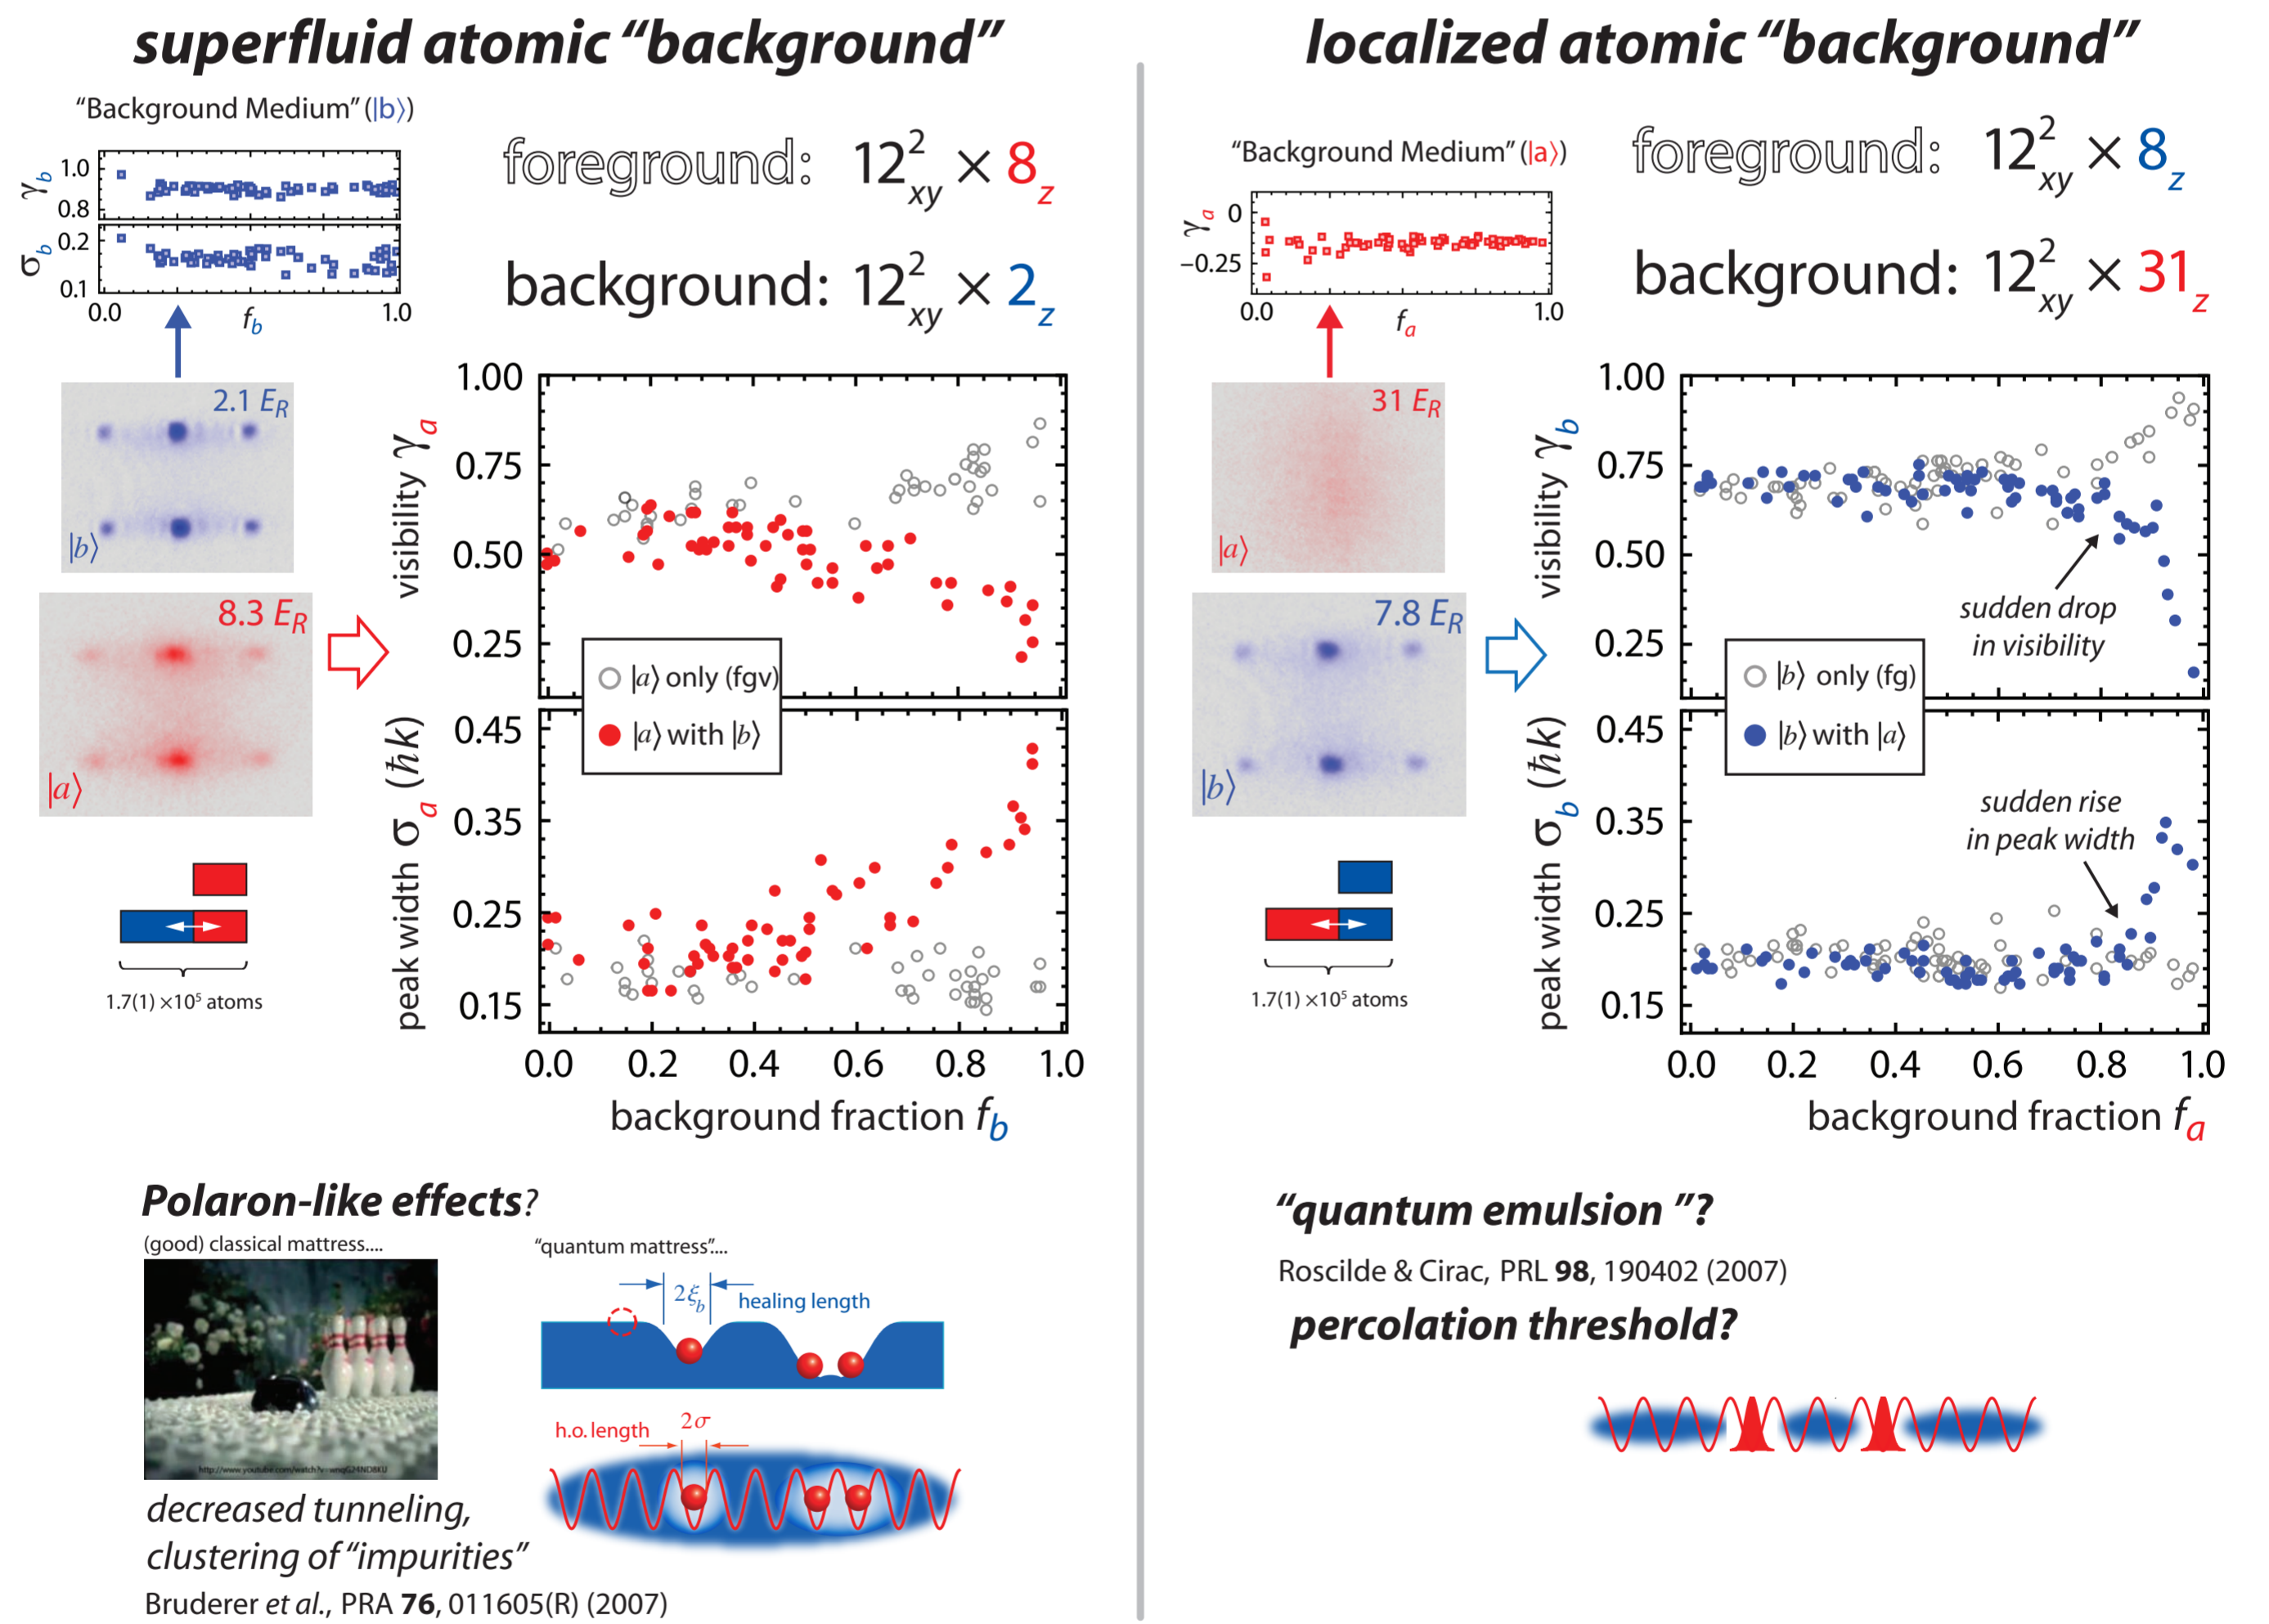 superfluid atomic “background”
“Background Medium” (|b⟩)
γb
1.0
0.8
σb
0.2
0.1
0.0
fb
1.0
foreground: 12²xy × 8z
background: 12²xy × 2z
2.1 ER
|b⟩
8.3 ER
|a⟩
1.7(1) ×10⁵ atoms
visibility γa
1.00
0.75
0.50
0.25
|a⟩ only (fgv)
|a⟩ with |b⟩
peak width σa (ħk)
0.45
0.35
0.25
0.15
0.0 0.2 0.4 0.6 0.8 1.0
background fraction fb
Polaron-like effects?
(good) classical mattress....
“quantum mattress”....
2ξb
healing length
h.o. length
2σ
decreased tunneling,
clustering of “impurities”
Bruderer et al., PRA 76, 011605(R) (2007)
localized atomic “background”
“Background Medium” (|a⟩)
γa
0
−0.25
0.0
fa
1.0
foreground: 12²xy × 8z
background: 12²xy × 31z
31 ER
|a⟩
7.8 ER
|b⟩
1.7(1) ×10⁵ atoms
visibility γb
1.00
0.75
0.50
0.25
sudden drop
in visibility
|b⟩ only (fg)
|b⟩ with |a⟩
peak width σb (ħk)
0.45
0.35
0.25
0.15
sudden rise
in peak width
0.0 0.2 0.4 0.6 0.8 1.0
background fraction fa
“quantum emulsion ”?
Roscilde & Cirac, PRL 98, 190402 (2007)
percolation threshold?